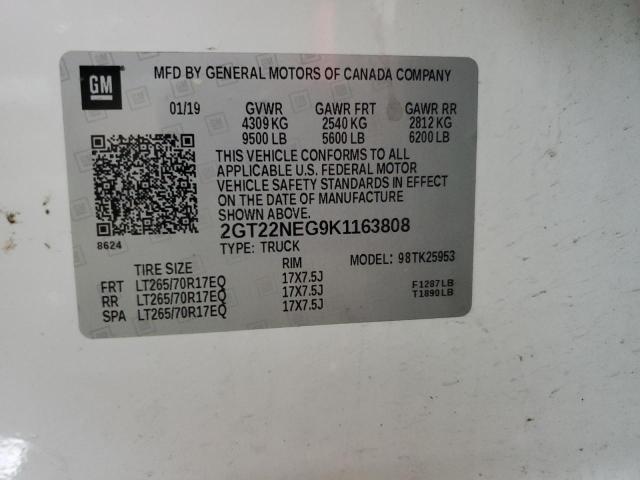 GM
MFD BY GENERAL MOTORS OF CANADA COMPANY
01/19 GVWR GAWR FRT GAWR RR
4309 KG 2540 KG 2812 KG
9500 LB 5600 LB 6200 LB
THIS VEHICLE CONFORMS TO ALL
APPLICABLE U.S. FEDERAL MOTOR
VEHICLE SAFETY STANDARDS IN EFFECT
ON THE DATE OF MANUFACTURE
SHOWN ABOVE.
8624
2GT22NEG9K1163808
TYPE: TRUCK MODEL: 98TK25953
TIRE SIZE RIM
FRT LT265/70R17EQ 17X7.5J
RR LT265/70R17EQ 17X7.5J
SPA LT265/70R17EQ 17X7.5J
F1287LB
T1890LB